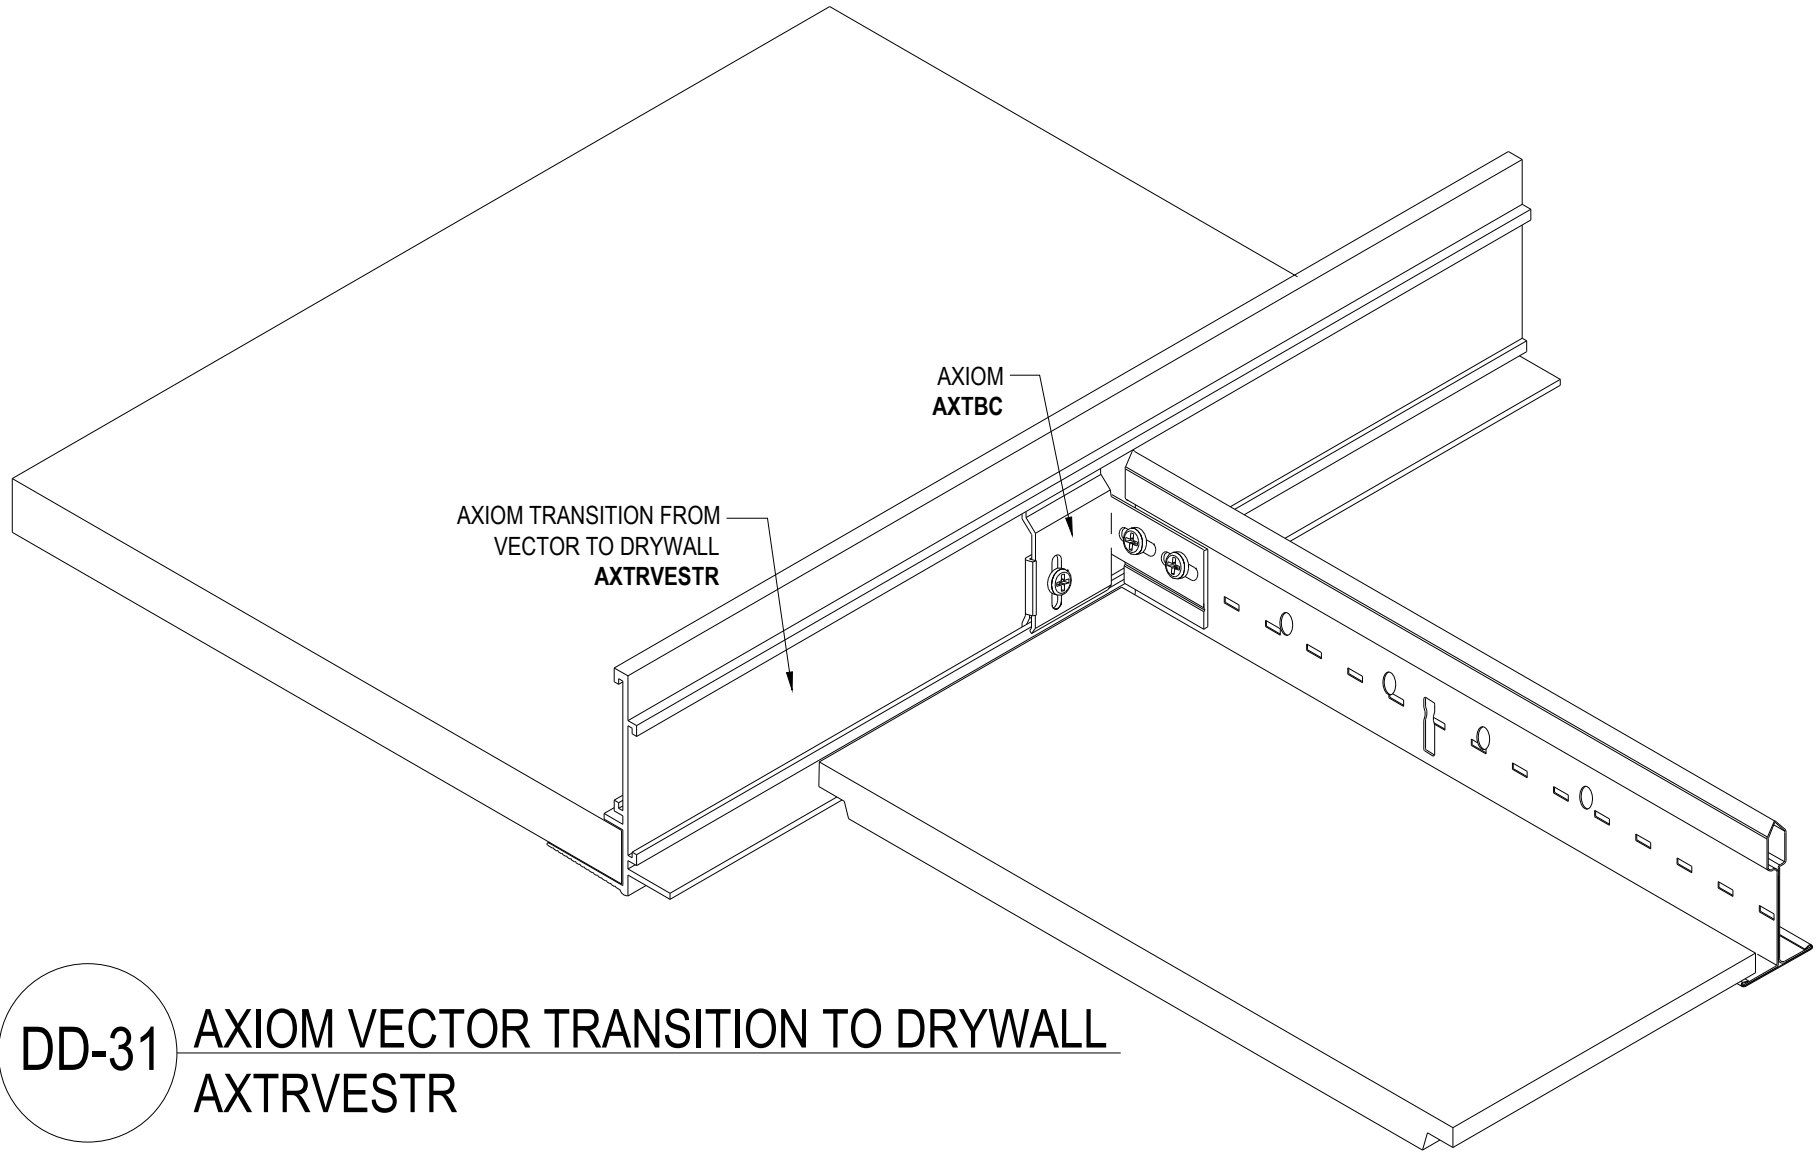 AXIOM
AXTBC
AXIOM TRANSITION FROM
VECTOR TO DRYWALL
AXTRVESTR
DD-31
AXIOM VECTOR TRANSITION TO DRYWALL
AXTRVESTR